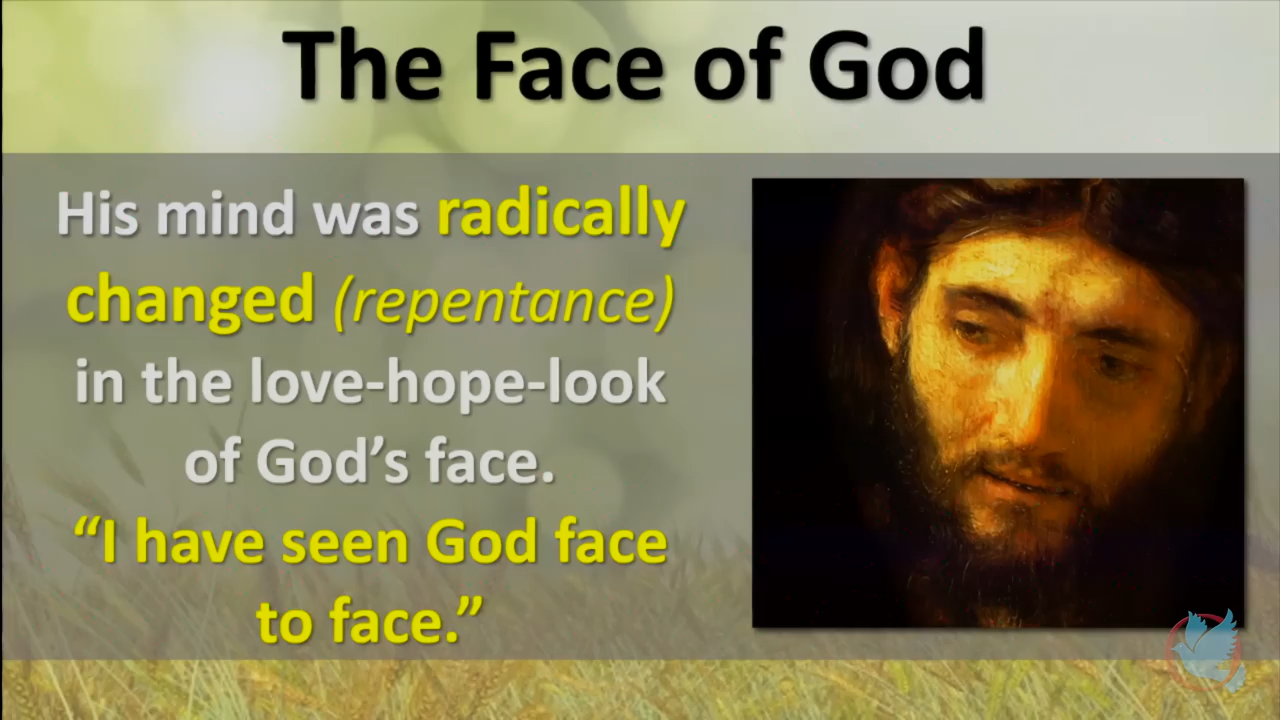 The Face of God
His mind was radically
changed (repentance)
in the love-hope-look
of God’s face.
“I have seen God face
to face.”